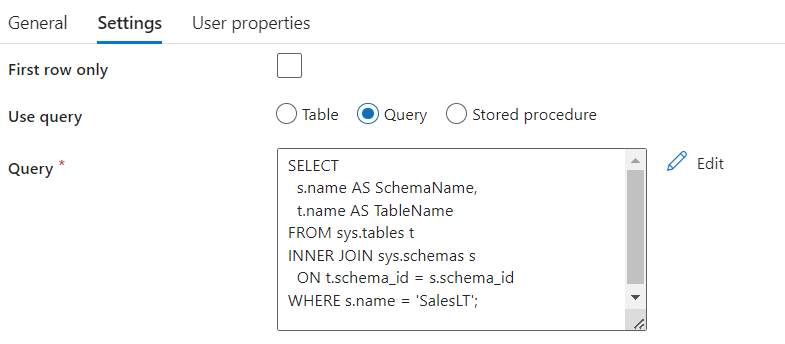 General Settings User properties
First row only
Use query Table Query Stored procedure
Query * Edit
SELECT
s.name AS SchemaName,
t.name AS TableName
FROM sys.tables t
INNER JOIN sys.schemas s
ON t.schema_id = s.schema_id
WHERE s.name = 'SalesLT';